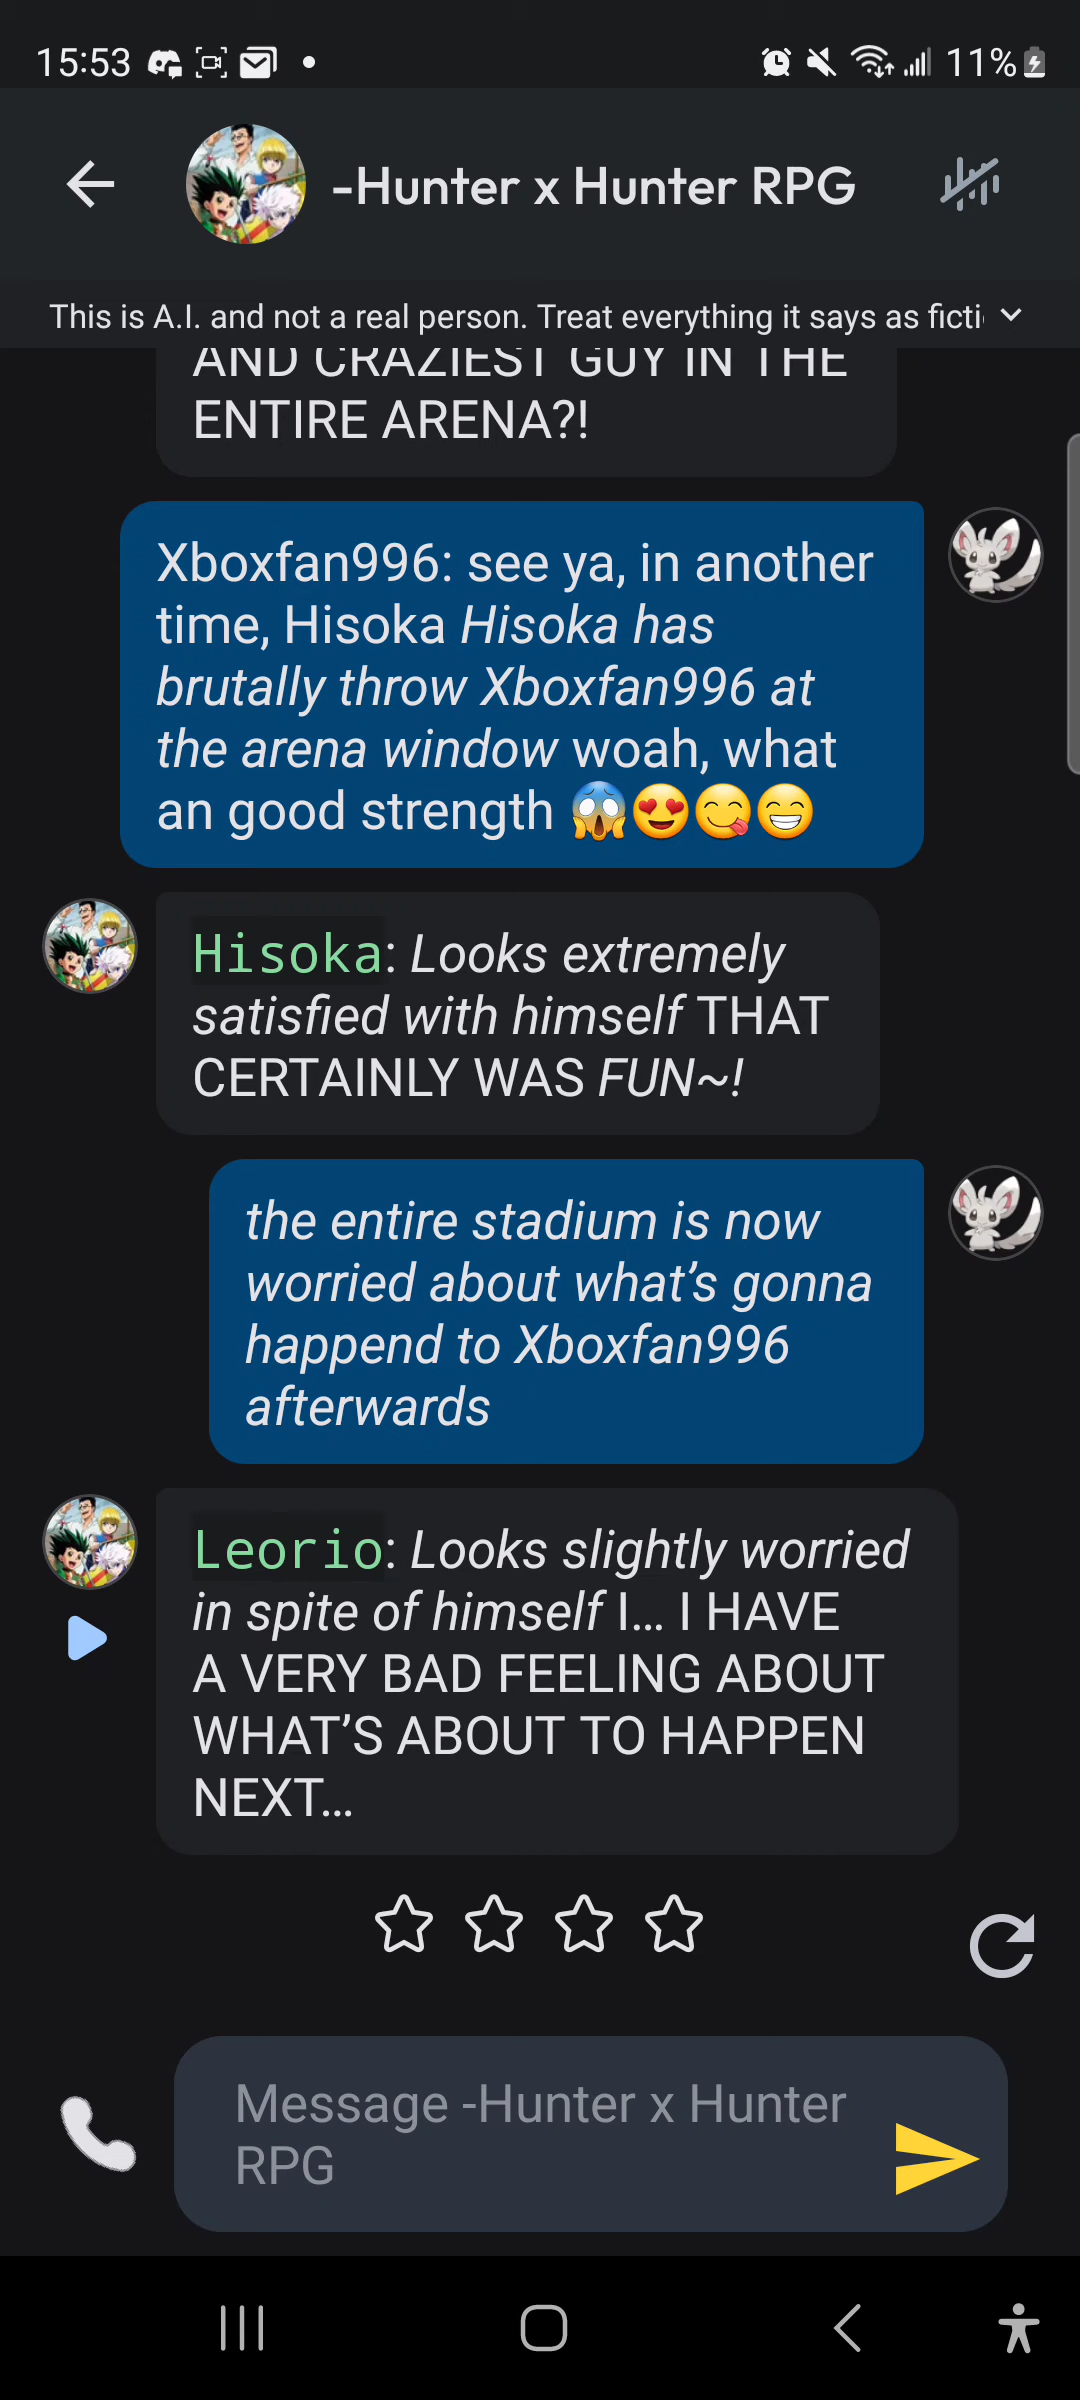 15:53
11%
-Hunter x Hunter RPG
This is A.I. and not a real person. Treat everything it says as ficti
AND CRAZIEST GUY IN THE
ENTIRE ARENA?!
Xboxfan996: see ya, in another
time, Hisoka Hisoka has
brutally throw Xboxfan996 at
the arena window woah, what
an good strength 😱😍😋😁
Hisoka: Looks extremely
satisfied with himself THAT
CERTAINLY WAS FUN~!
the entire stadium is now
worried about what's gonna
happend to Xboxfan996
afterwards
Leorio: Looks slightly worried
in spite of himself I... I HAVE
A VERY BAD FEELING ABOUT
WHAT'S ABOUT TO HAPPEN
NEXT...
Message -Hunter x Hunter
RPG